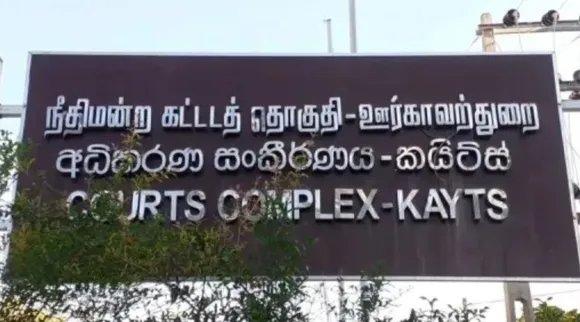 நீதிமன்ற கட்டடத் தொகுதி-ஊர்காவற்துறை
අධිකරණ සංකීර්ණය-කයිට්ස්
COURTS COMPLEX-KAYTS